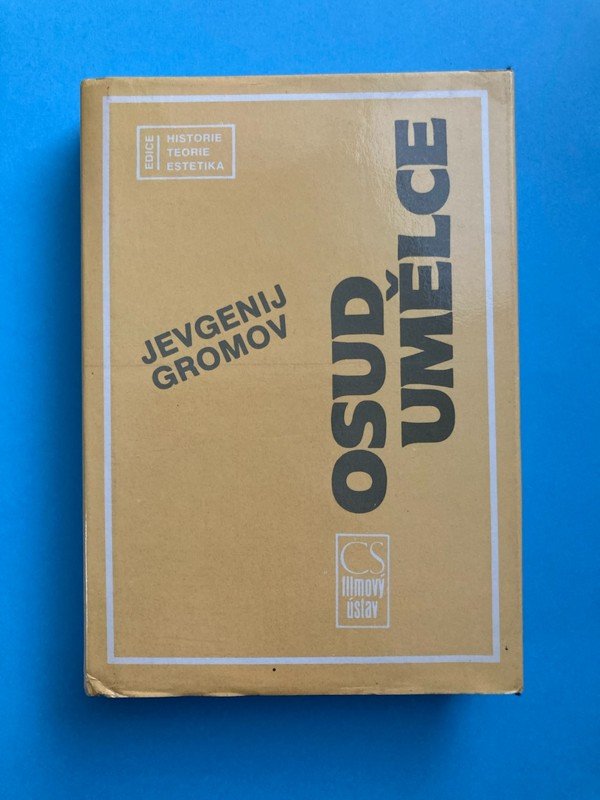 EDICE
HISTORIE
TEORIE
ESTETIKA
JEVGENIJ
GROMOV
OSUD
UMĚLCE
ČS
filmový
ústav